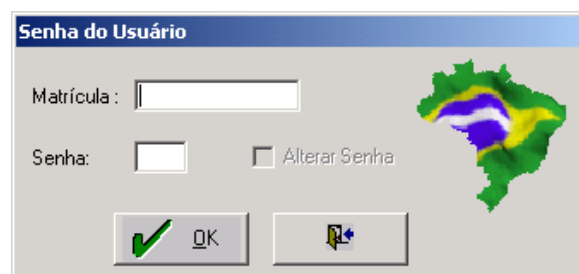 Senha do Usuário
Matrícula :
Senha:
Alterar Senha
OK